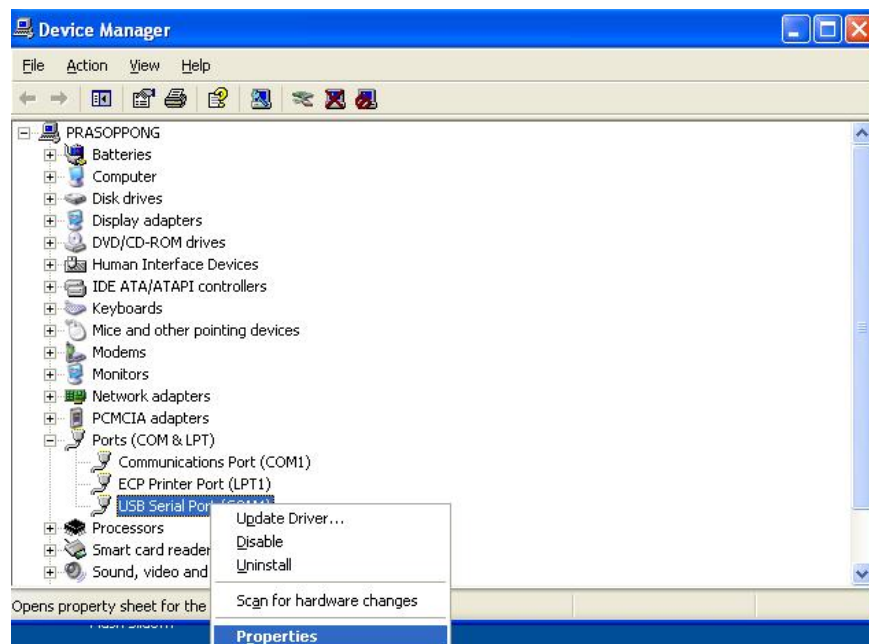 Device Manager
File Action View Help
PRASOPPONG
Batteries
Computer
Disk drives
Display adapters
DVD/CD-ROM drives
Human Interface Devices
IDE ATA/ATAPI controllers
Keyboards
Mice and other pointing devices
Modems
Monitors
Network adapters
PCMCIA adapters
Ports (COM & LPT)
Communications Port (COM1)
ECP Printer Port (LPT1)
USB Serial Port
Processors
Smart card reader
Sound, video and
Update Driver...
Disable
Uninstall
Scan for hardware changes
Properties
Opens property sheet for the